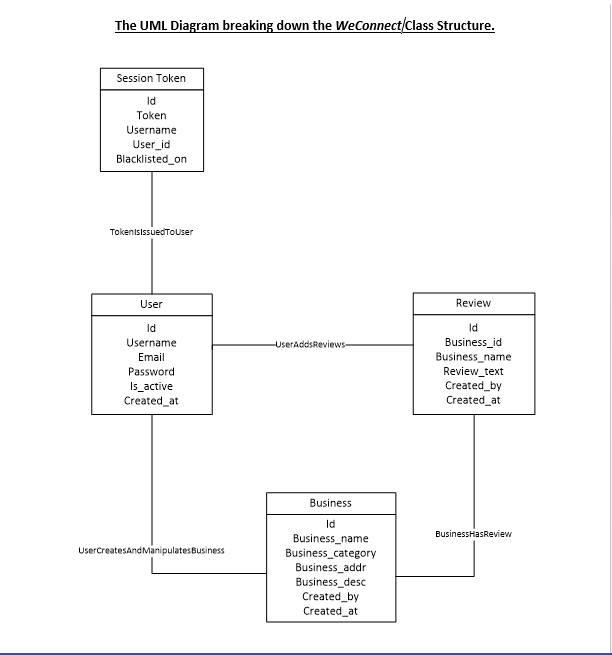 The UML Diagram breaking down the WeConnect/Class Structure.
Session Token
Id
Token
Username
User_id
Blacklisted_on
TokenIsIssuedToUser
User
Id
Username
Email
Password
Is_active
Created_at
UserAddsReviews
Review
Id
Business_id
Business_name
Review_text
Created_by
Created_at
UserCreatesAndManipulatesBusiness
Business
Id
Business_name
Business_category
Business_addr
Business_desc
Created_by
Created_at
BusinessHasReview